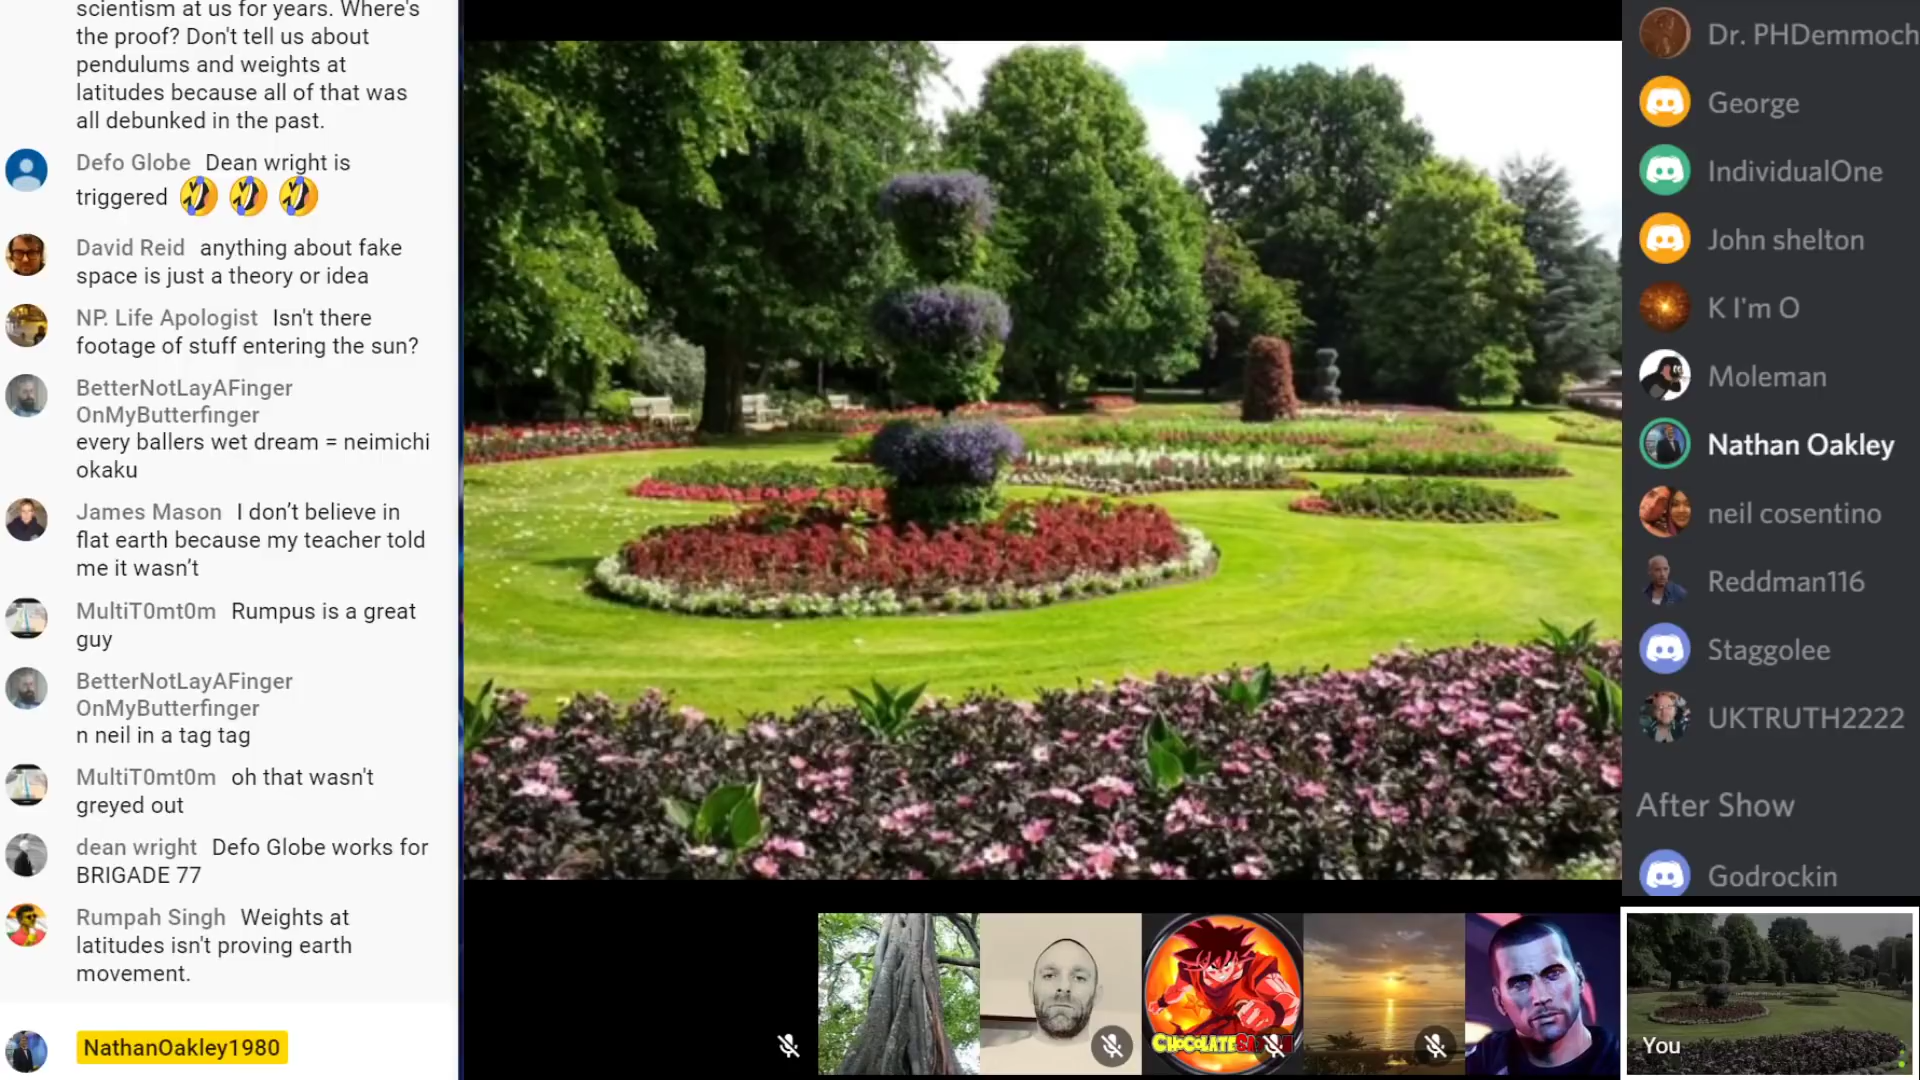 scientism at us for years. Where's
the proof? Don't tell us about
pendulums and weights at
latitudes because all of that was
all debunked in the past.
Defo Globe Dean wright is
triggered 🤣 🤣 🤣
David Reid anything about fake
space is just a theory or idea
NP. Life Apologist Isn't there
footage of stuff entering the sun?
BetterNotLayAFinger
OnMyButterfinger
every ballers wet dream = neimichi
okaku
James Mason I don’t believe in
flat earth because my teacher told
me it wasn’t
MultiT0mt0m Rumpus is a great
guy
BetterNotLayAFinger
OnMyButterfinger
n neil in a tag tag
MultiT0mt0m oh that wasn't
greyed out
dean wright Defo Globe works for
BRIGADE 77
Rumpah Singh Weights at
latitudes isn't proving earth
movement.
NathanOakley1980
Dr. PHDemmoch
George
IndividualOne
John shelton
K I'm O
Moleman
Nathan Oakley
neil cosentino
Reddman116
Staggolee
UKTRUTH2222
After Show
Godrockin
You